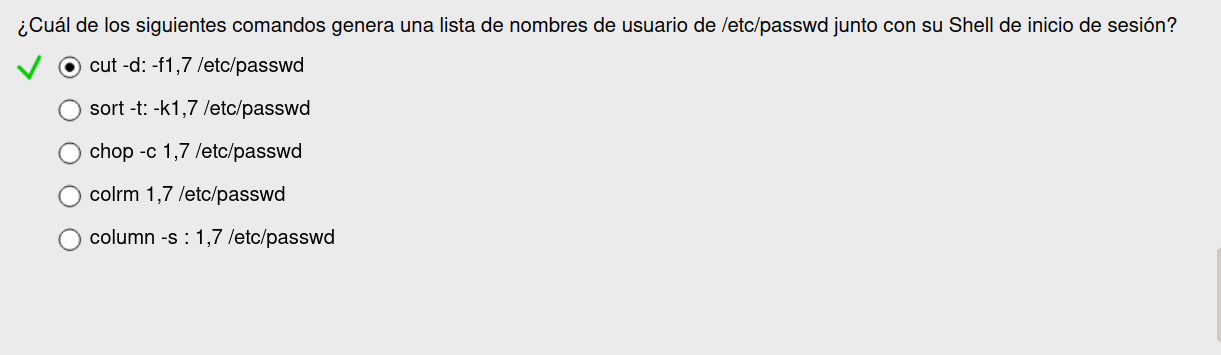 ¿Cuál de los siguientes comandos genera una lista de nombres de usuario de /etc/passwd junto con su Shell de inicio de sesión?
cut -d: -f1,7 /etc/passwd
sort -t: -k1,7 /etc/passwd
chop -c 1,7 /etc/passwd
colrm 1,7 /etc/passwd
column -s : 1,7 /etc/passwd